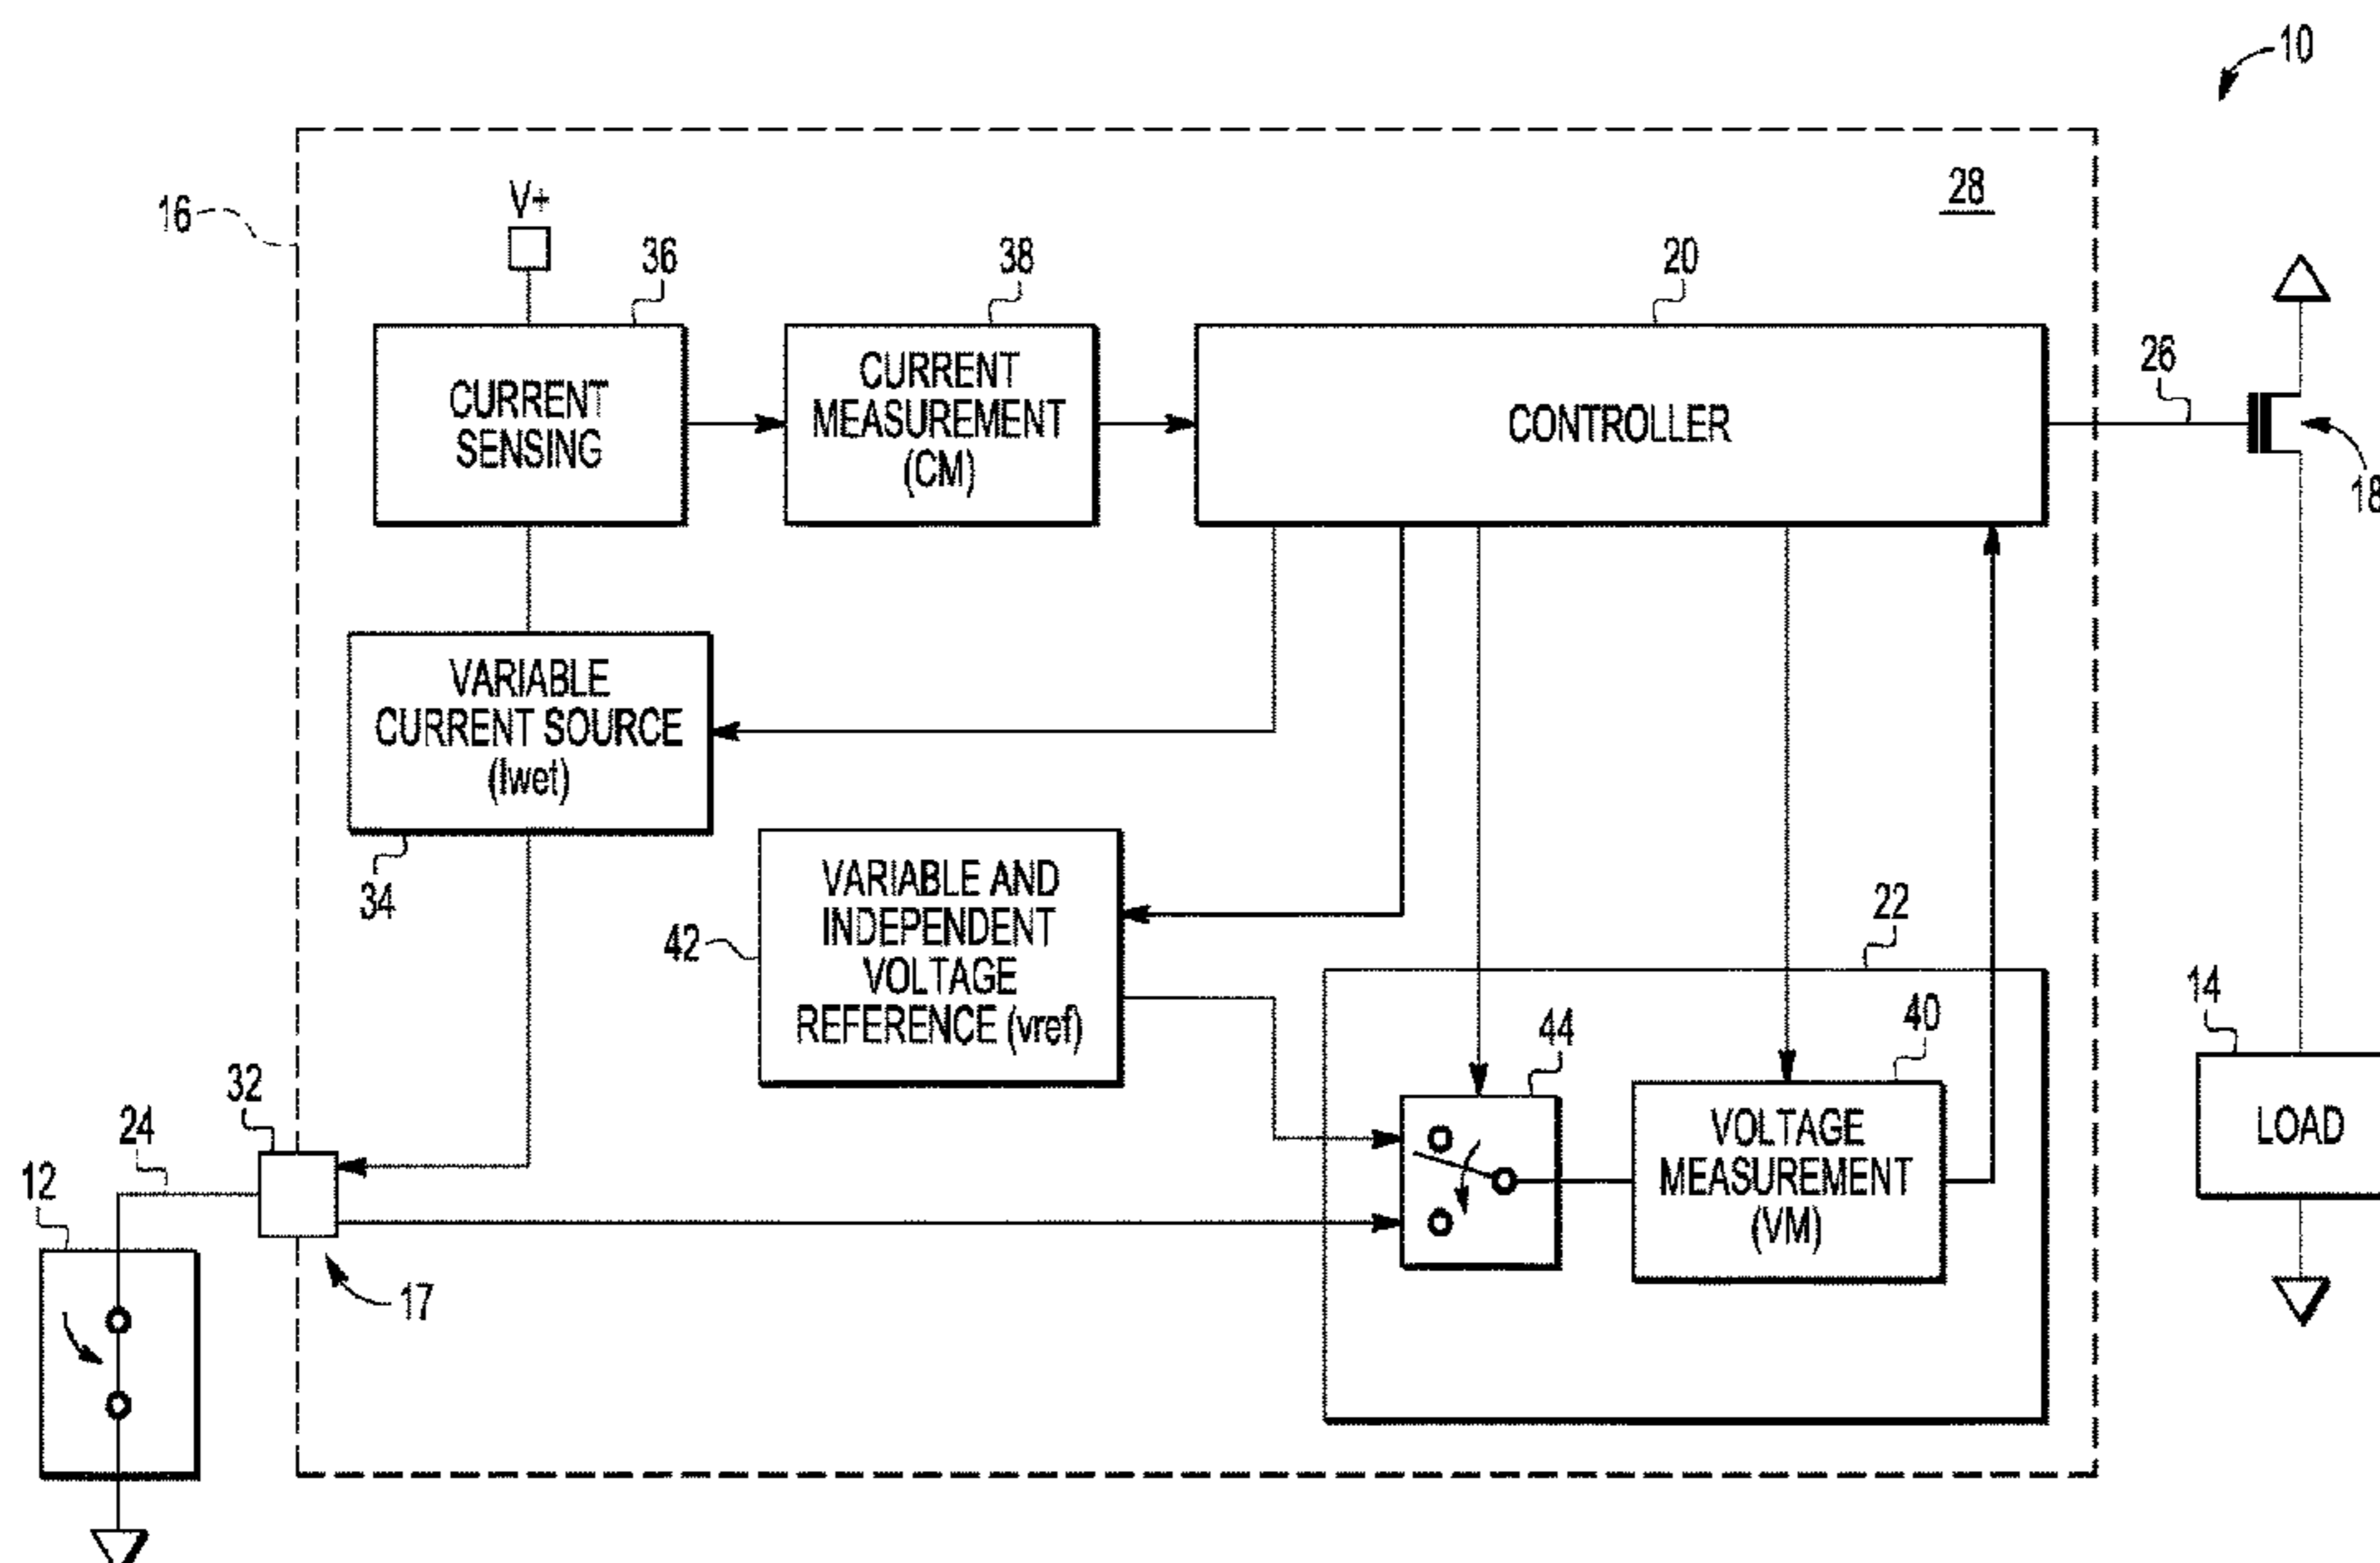 10
16
V+
28
36
38
20
26
18
CURRENT
SENSING
CURRENT
MEASUREMENT
(CM)
CONTROLLER
VARIABLE
CURRENT SOURCE
(Iwet)
34
42
VARIABLE AND
INDEPENDENT
VOLTAGE
REFERENCE (vref)
22
44
40
14
LOAD
VOLTAGE
MEASUREMENT
(VM)
32
24
12
17